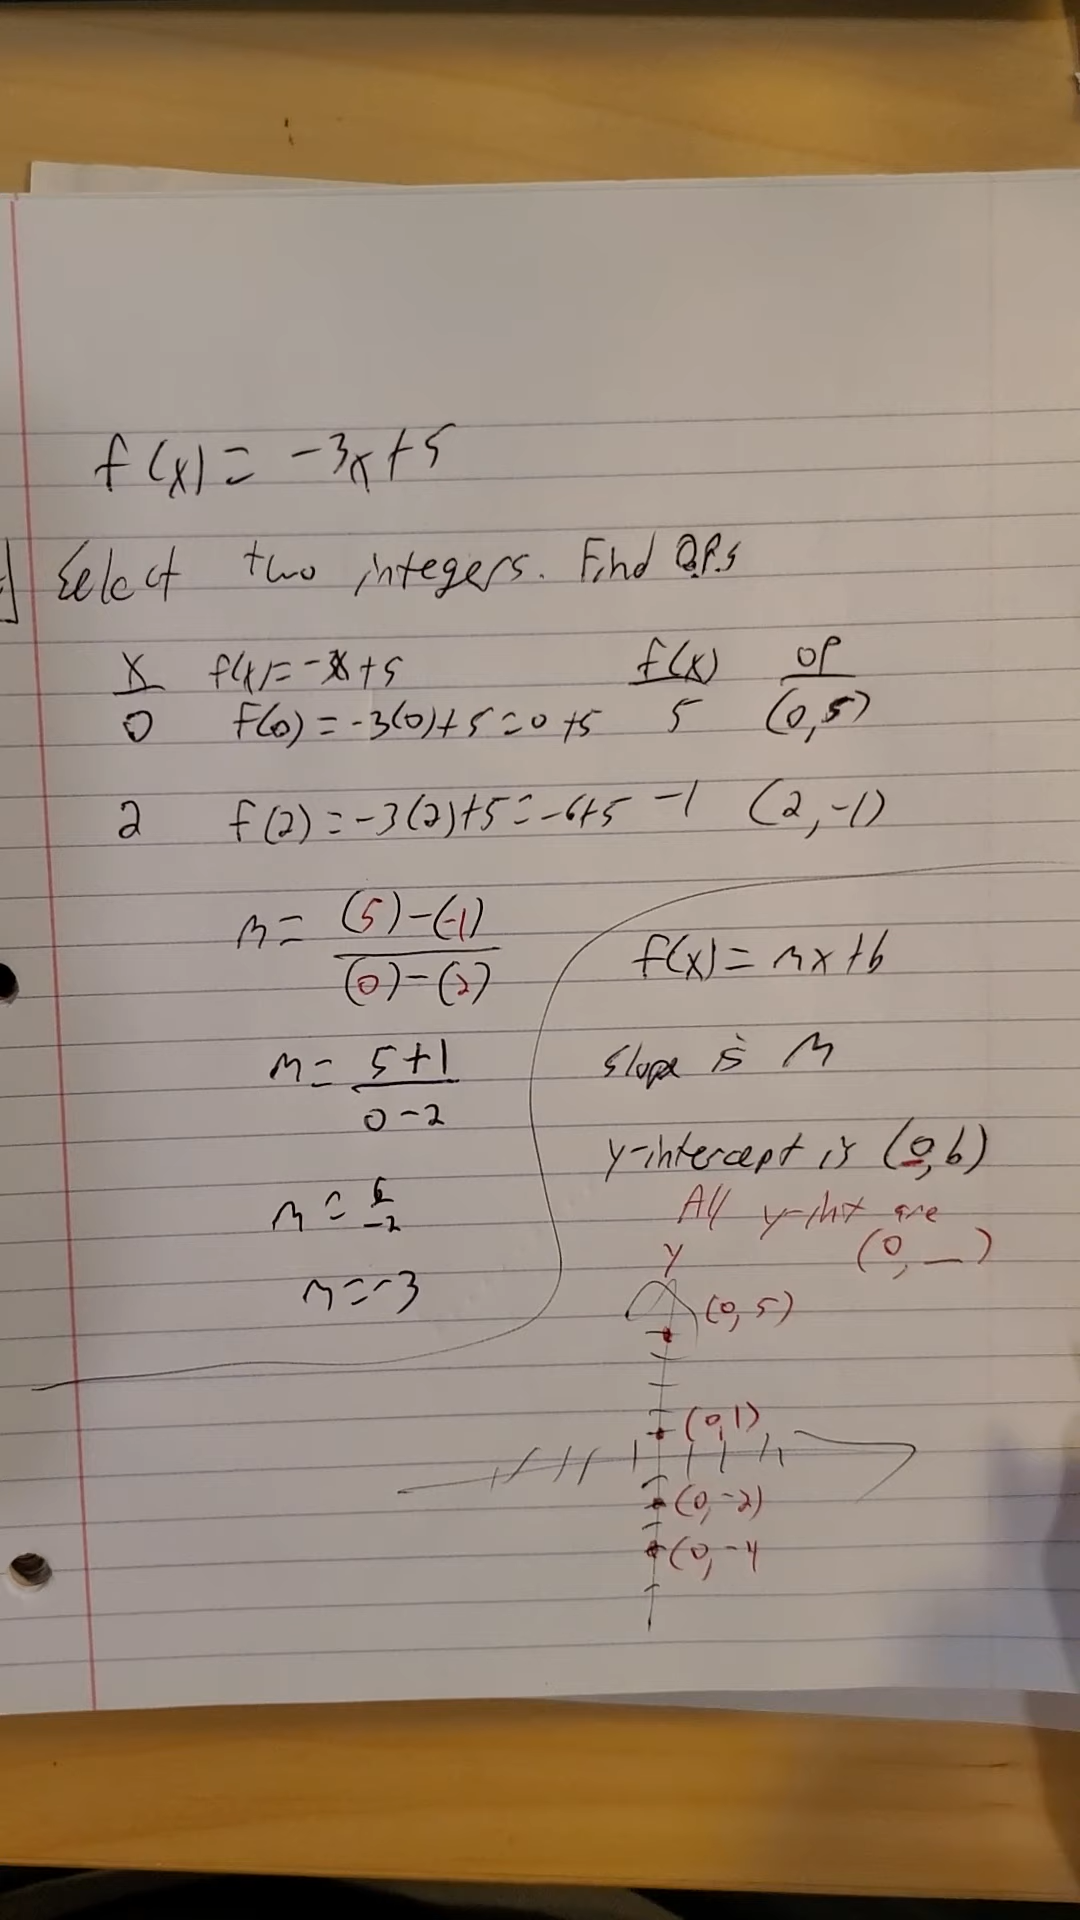 f(x) = -3x+5
Select two integers. Find O.P.s
x f(x)=-3x+5 f(x) OP
0 f(0) = -3(0)+5=0+5 5 (0,5)
2 f(2)=-3(2)+5=-6+5 -1 (2,-1)
m= (5)-(-1)
(0)-(2)
m= 5+1
0-2
m= 6
-2
m=-3
f(x)= mx+b
slope is m
y-intercept is (0,b)
All y-int are
(0,_)
y
(0,5)
(0,1)
(0,-2)
(0,-4